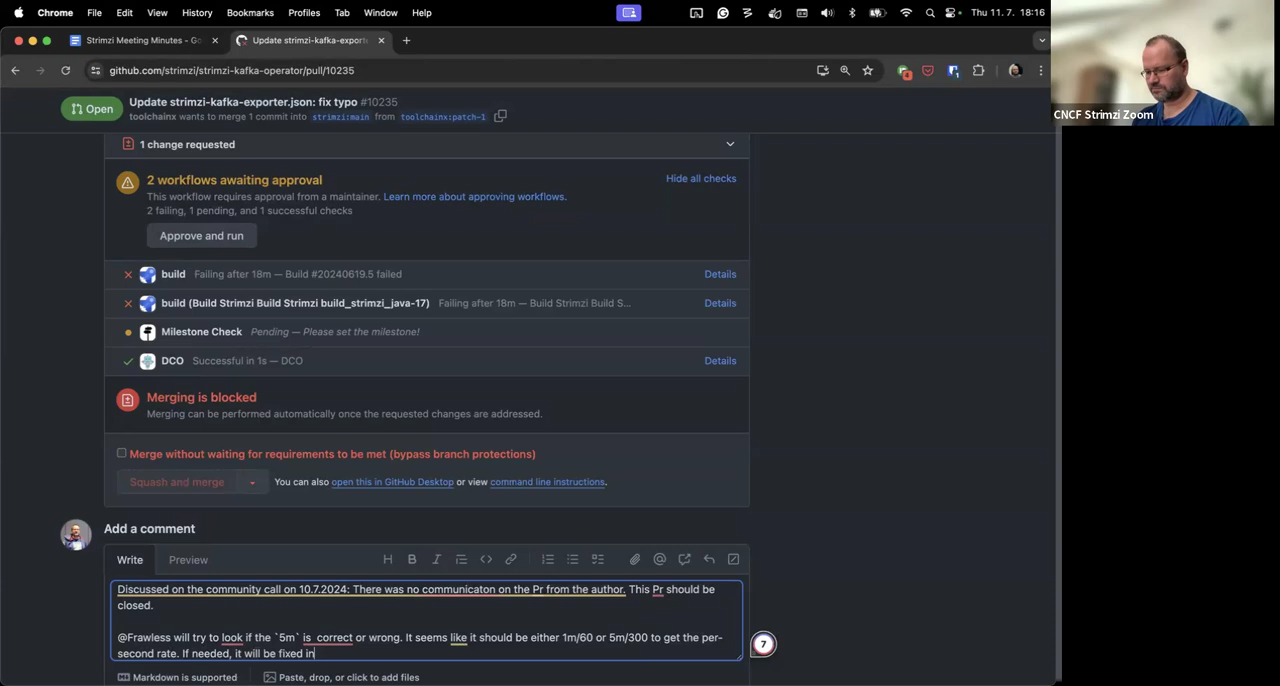 Chrome File Edit View History Bookmarks Profiles Tab Window Help Thu 11. 7. 18:16
Strimzi Meeting Minutes - Go Update strimzi-kafka-exporte
github.com/strimzi/strimzi-kafka-operator/pull/10235
Open
Update strimzi-kafka-exporter.json: fix typo #10235
toolchainx wants to merge 1 commit into strimzi:main from toolchainx:patch-1
CNCF Strimzi Zoom
1 change requested
2 workflows awaiting approval
Hide all checks
This workflow requires approval from a maintainer. Learn more about approving workflows.
2 failing, 1 pending, and 1 successful checks
Approve and run
build Failing after 18m — Build #20240619.5 failed Details
build (Build Strimzi Build Strimzi build_strimzi_java-17) Failing after 18m — Build Strimzi Build S... Details
Milestone Check Pending — Please set the milestone!
DCO Successful in 1s — DCO Details
Merging is blocked
Merging can be performed automatically once the requested changes are addressed.
Merge without waiting for requirements to be met (bypass branch protections)
Squash and merge You can also open this in GitHub Desktop or view command line instructions.
Add a comment
Write Preview
Discussed on the community call on 10.7.2024: There was no communicaton on the Pr from the author. This Pr should be
closed.
@Frawless will try to look if the `5m` is  correct or wrong. It seems like it should be either 1m/60 or 5m/300 to get the per-
second rate. If needed, it will be fixed in
7
Markdown is supported Paste, drop, or click to add files